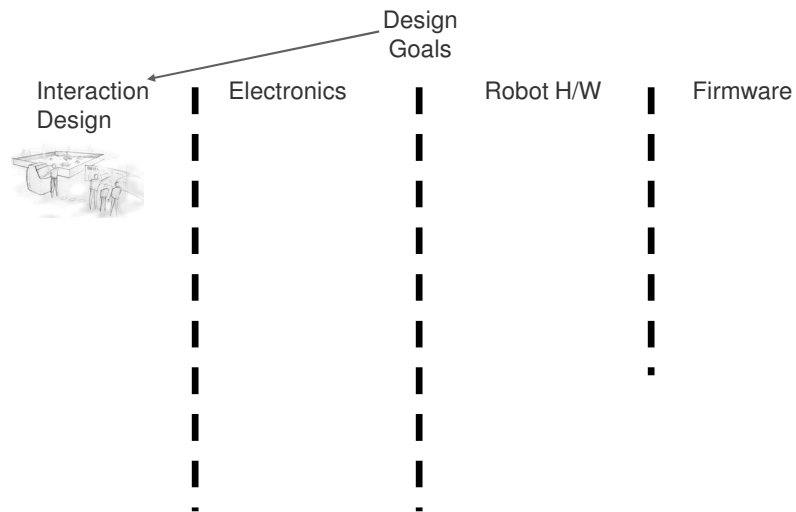 Design
Goals
Interaction
Design
Electronics
Robot H/W
Firmware